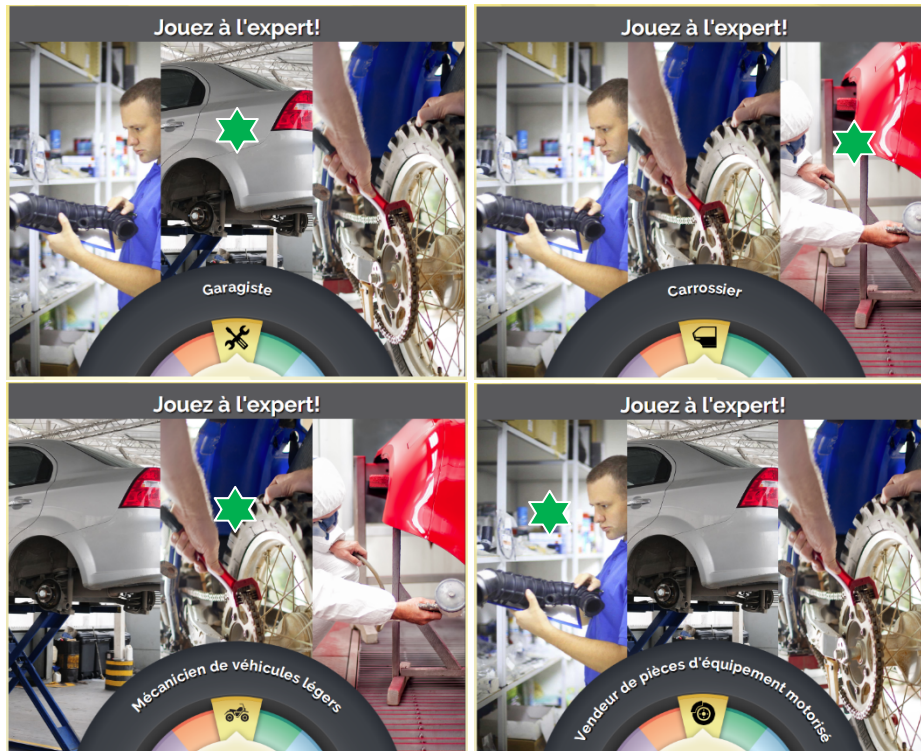 Jouez à l'expert!
Garagiste
Jouez à l'expert!
Carrossier
Jouez à l'expert!
Mécanicien de véhicules légers
Jouez à l'expert!
Vendeur de pièces d'équipement motorisé